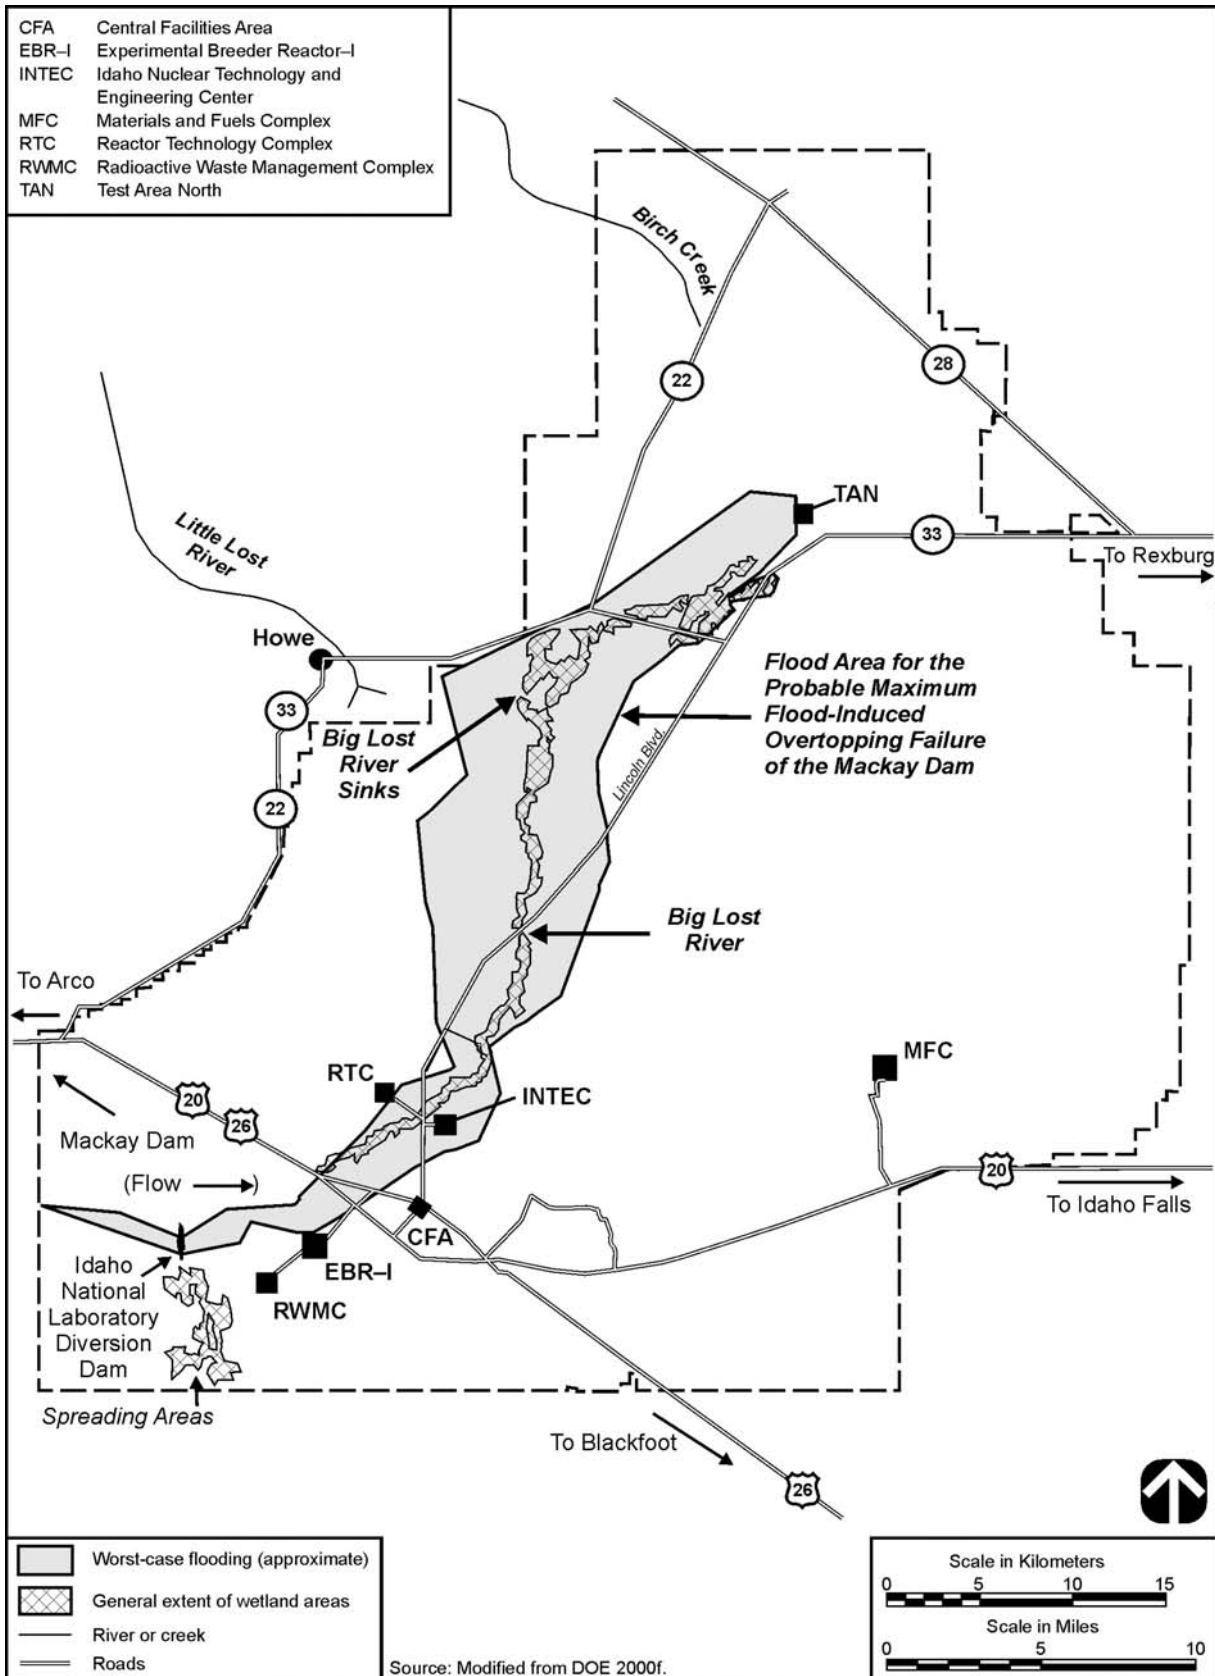 CFA Central Facilities Area
EBR–I Experimental Breeder Reactor–I
INTEC Idaho Nuclear Technology and
Engineering Center
MFC Materials and Fuels Complex
RTC Reactor Technology Complex
RWMC Radioactive Waste Management Complex
TAN Test Area North
Birch Creek
28
22
TAN
33
To Rexburg
Little Lost
River
Howe
33
Flood Area for the
Probable Maximum
Flood-Induced
Overtopping Failure
of the Mackay Dam
Big Lost
River
Sinks
Lincoln Blvd.
22
Big Lost
River
To Arco
MFC
RTC
INTEC
20
26
Mackay Dam
(Flow )
20
To Idaho Falls
CFA
EBR–I
RWMC
Idaho
National
Laboratory
Diversion
Dam
Spreading Areas
To Blackfoot
26
Worst-case flooding (approximate)
General extent of wetland areas
River or creek
Roads
Source: Modified from DOE 2000f.
Scale in Kilometers
0 5 10 15
Scale in Miles
0 5 10